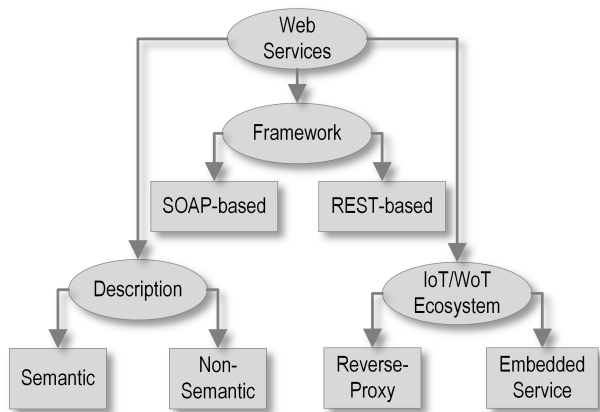 Web
Services
Framework
SOAP-based
REST-based
Description
IoT/WoT
Ecosystem
Semantic
Non-
Semantic
Reverse-
Proxy
Embedded
Service